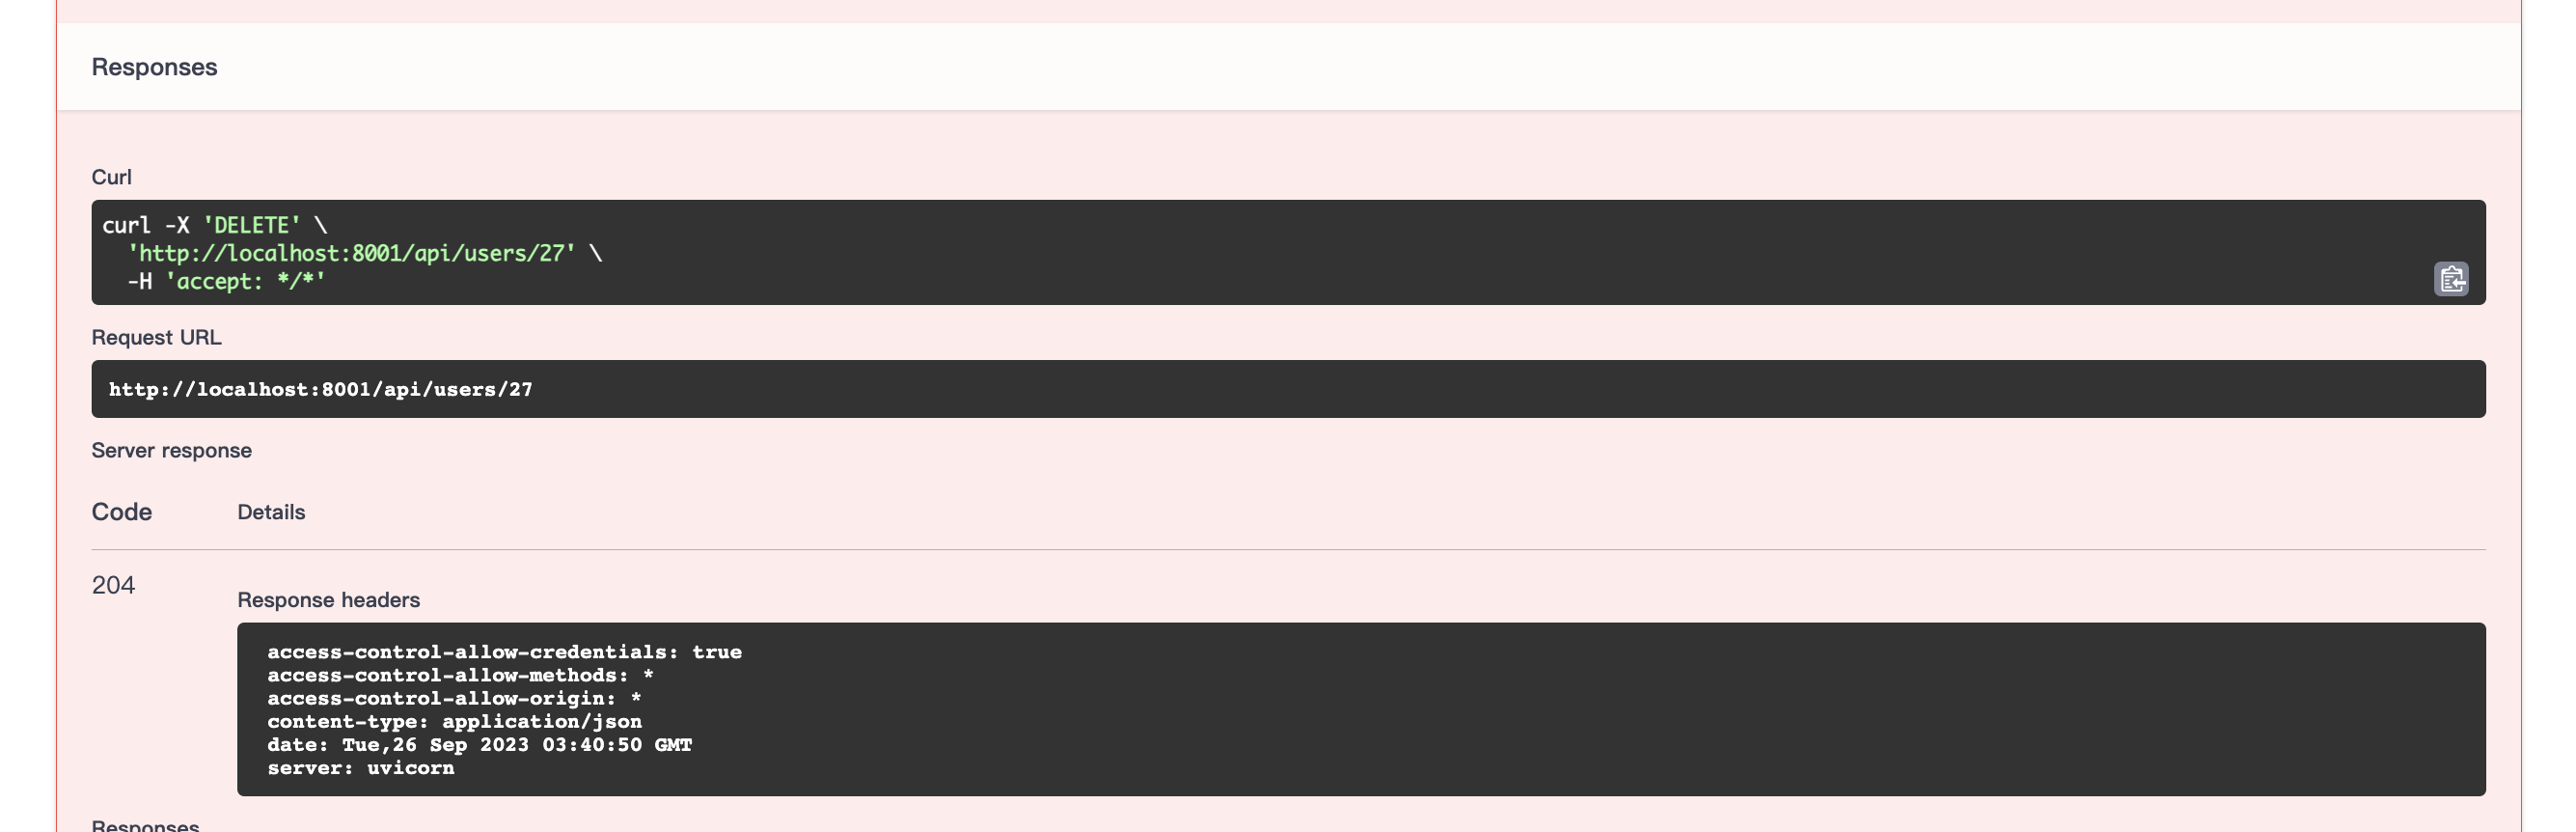 Responses
Curl
curl -X 'DELETE' \
  'http://localhost:8001/api/users/27' \
  -H 'accept: */*'
Request URL
http://localhost:8001/api/users/27
Server response
Code Details
204
Response headers
access-control-allow-credentials: true
access-control-allow-methods: *
access-control-allow-origin: *
content-type: application/json
date: Tue,26 Sep 2023 03:40:50 GMT
server: uvicorn
Responses